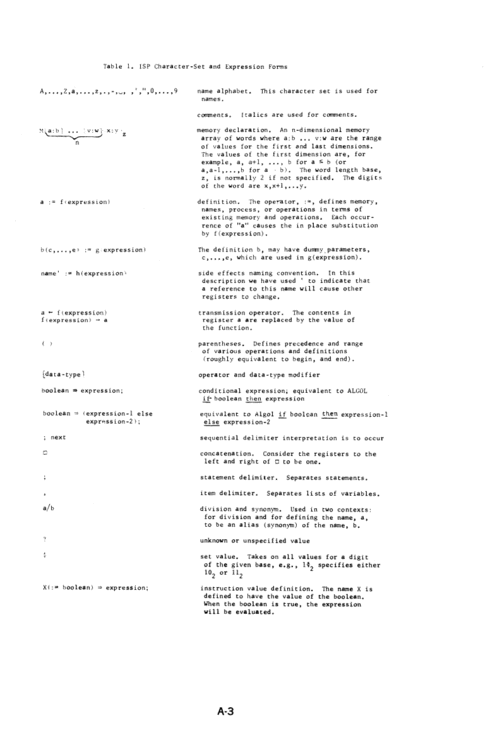 Table 1. ISP Character-Set and Expression Forms
A,...,Z,a,...,z,.,-,_, ,',",0,...,9 name alphabet. This character set is used for
names.
comments. Italics are used for comments.
M[a:b] ... [v:w] x:y z memory declaration. An n-dimensional memory
n
array of words where a:b ... v:w are the range
of values for the first and last dimensions.
The values of the first dimension are, for
example, a, a+1, ..., b for a ≤ b (or
a,a-1,...,b for a b). The word length base,
z, is normally 2 if not specified. The digits
of the word are x,x+1,...y.
a := f(expression) definition. The operator, :=, defines memory,
names, process, or operations in terms of
existing memory and operations. Each occur-
rence of "a" causes the in place substitution
by f(expression).
b(c,...,e) := g expression) The definition b, may have dummy parameters,
c,...,e, which are used in g(expression).
name' := h(expression) side effects naming convention. In this
description we have used ' to indicate that
a reference to this name will cause other
registers to change.
a ← f(expression) transmission operator. The contents in
f(expression) → a register a are replaced by the value of
the function.
( ) parentheses. Defines precedence and range
of various operations and definitions
(roughly equivalent to begin, and end).
{data-type} operator and data-type modifier
boolean ⇒ expression; conditional expression; equivalent to ALGOL
if boolean then expression
boolean ⇒ (expression-1 else equivalent to Algol if boolean then expression-1
expression-2); else expression-2
; next sequential delimiter interpretation is to occur
□ concatenation. Consider the registers to the
left and right of □ to be one.
; statement delimiter. Separates statements.
, item delimiter. Separates lists of variables.
a/b division and synonym. Used in two contexts:
for division and for defining the name, a,
to be an alias (synonym) of the name, b.
? unknown or unspecified value
set value. Takes on all values for a digit
of the given base, e.g., specifies either
10₂ or 11₂
X(:= boolean) ⇒ expression; instruction value definition. The name X is
defined to have the value of the boolean.
When the boolean is true, the expression
will be evaluated.
A-3